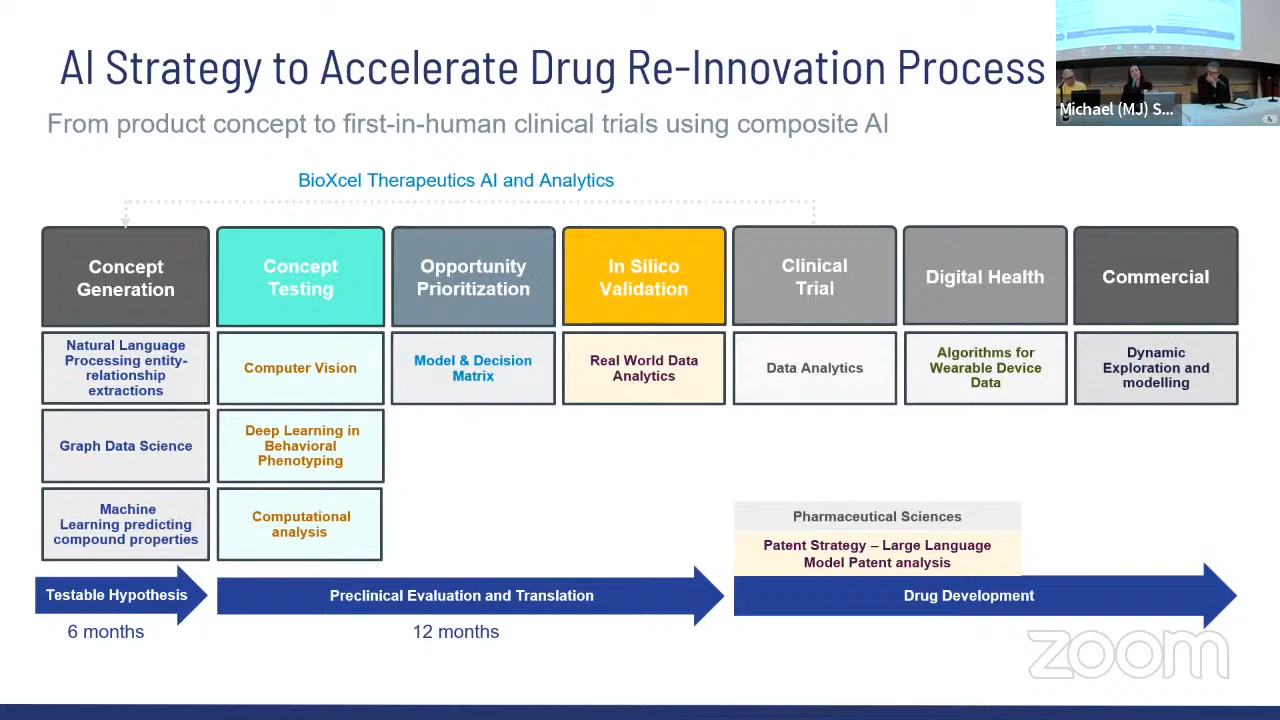 AI Strategy to Accelerate Drug Re-Innovation Process
From product concept to first-in-human clinical trials using composite AI
Michael (MJ) S...
BioXcel Therapeutics AI and Analytics
Concept
Generation
Concept
Testing
Opportunity
Prioritization
In Silico
Validation
Clinical
Trial
Digital Health
Commercial
Natural Language
Processing entity-
relationship
extractions
Computer Vision
Model & Decision
Matrix
Real World Data
Analytics
Data Analytics
Algorithms for
Wearable Device
Data
Dynamic
Exploration and
modelling
Graph Data Science
Deep Learning in
Behavioral
Phenotyping
Machine
Learning predicting
compound properties
Computational
analysis
Pharmaceutical Sciences
Patent Strategy – Large Language
Model Patent analysis
Testable Hypothesis
Preclinical Evaluation and Translation
Drug Development
6 months
12 months
zoom